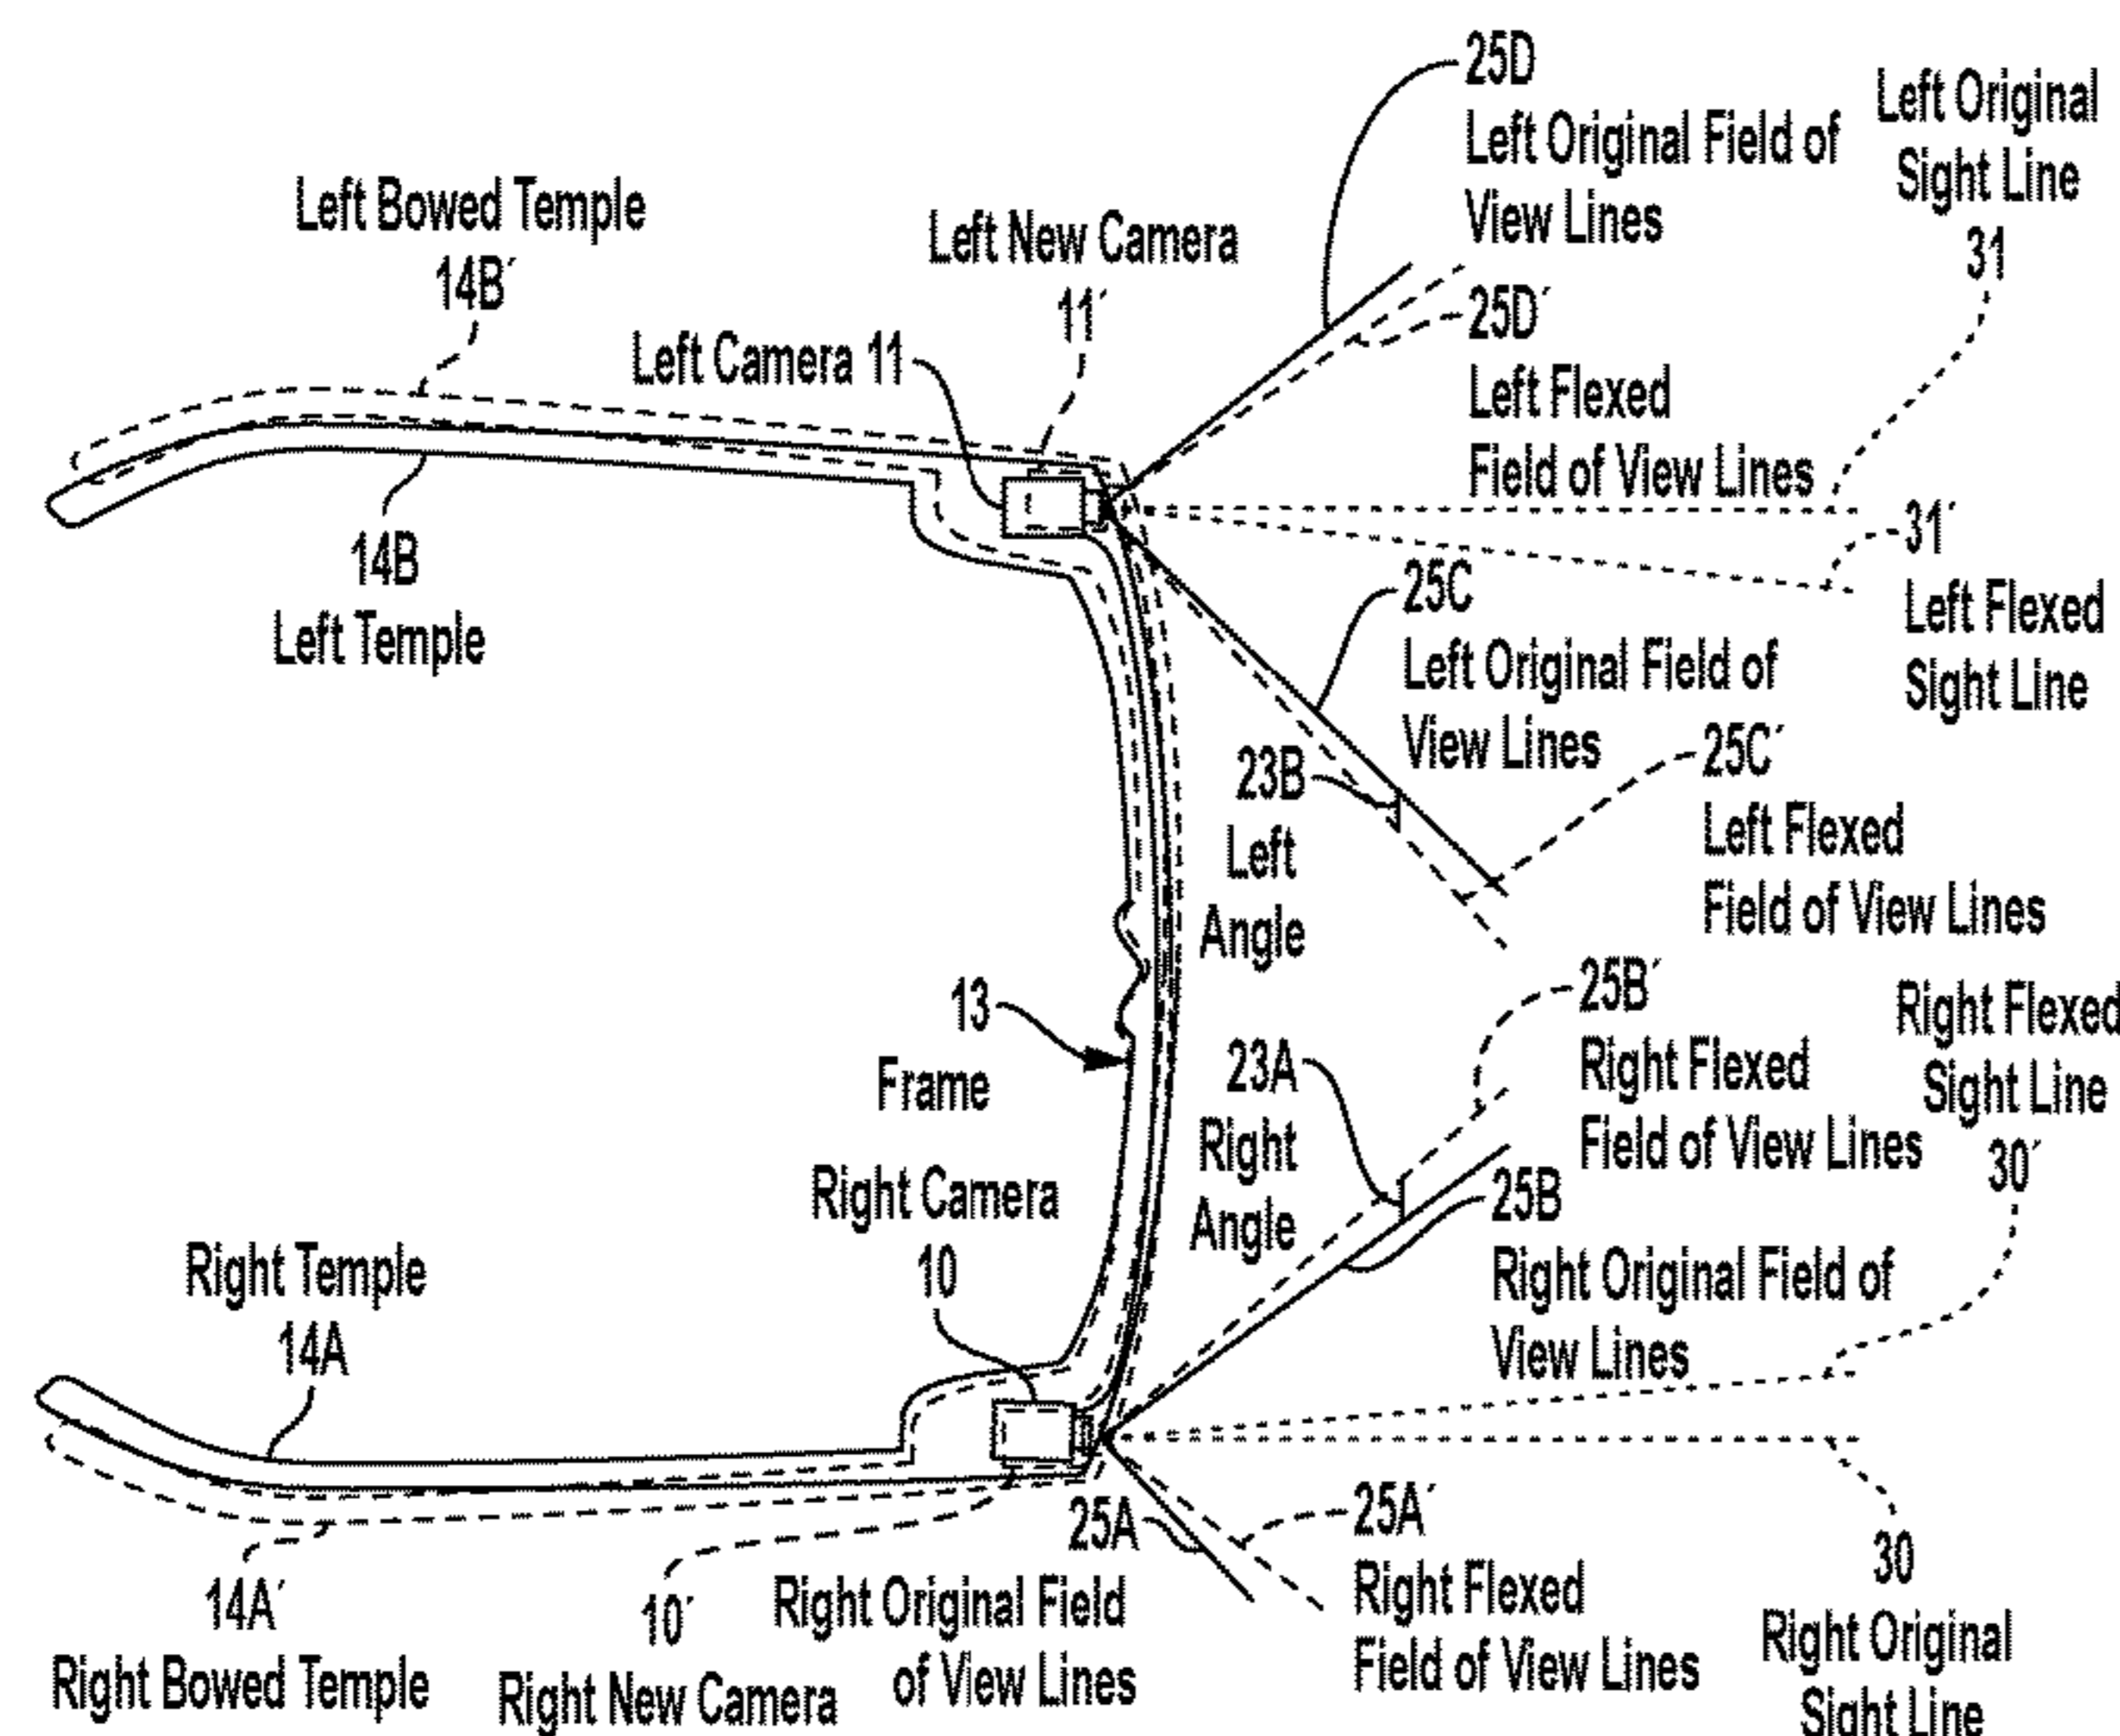 25D
Left Original Field of
View Lines
Left Original
Sight Line
31
Left Bowed Temple
14B´
Left New Camera
11´
Left Camera 11
25D´
Left Flexed
Field of View Lines
31´
Left Flexed
Sight Line
14B
Left Temple
25C
Left Original Field of
View Lines
23B
Left
Angle
25C´
Left Flexed
Field of View Lines
13
Frame
25B´
Right Flexed
Field of View Lines
Right Flexed
Sight Line
30´
23A
Right
Angle
Right Camera
10
25B
Right Original Field of
View Lines
Right Temple
14A
14A´
Right Bowed Temple
10´
Right New Camera
25A
Right Original Field
of View Lines
25A´
Right Flexed
Field of View Lines
30
Right Original
Sight Line